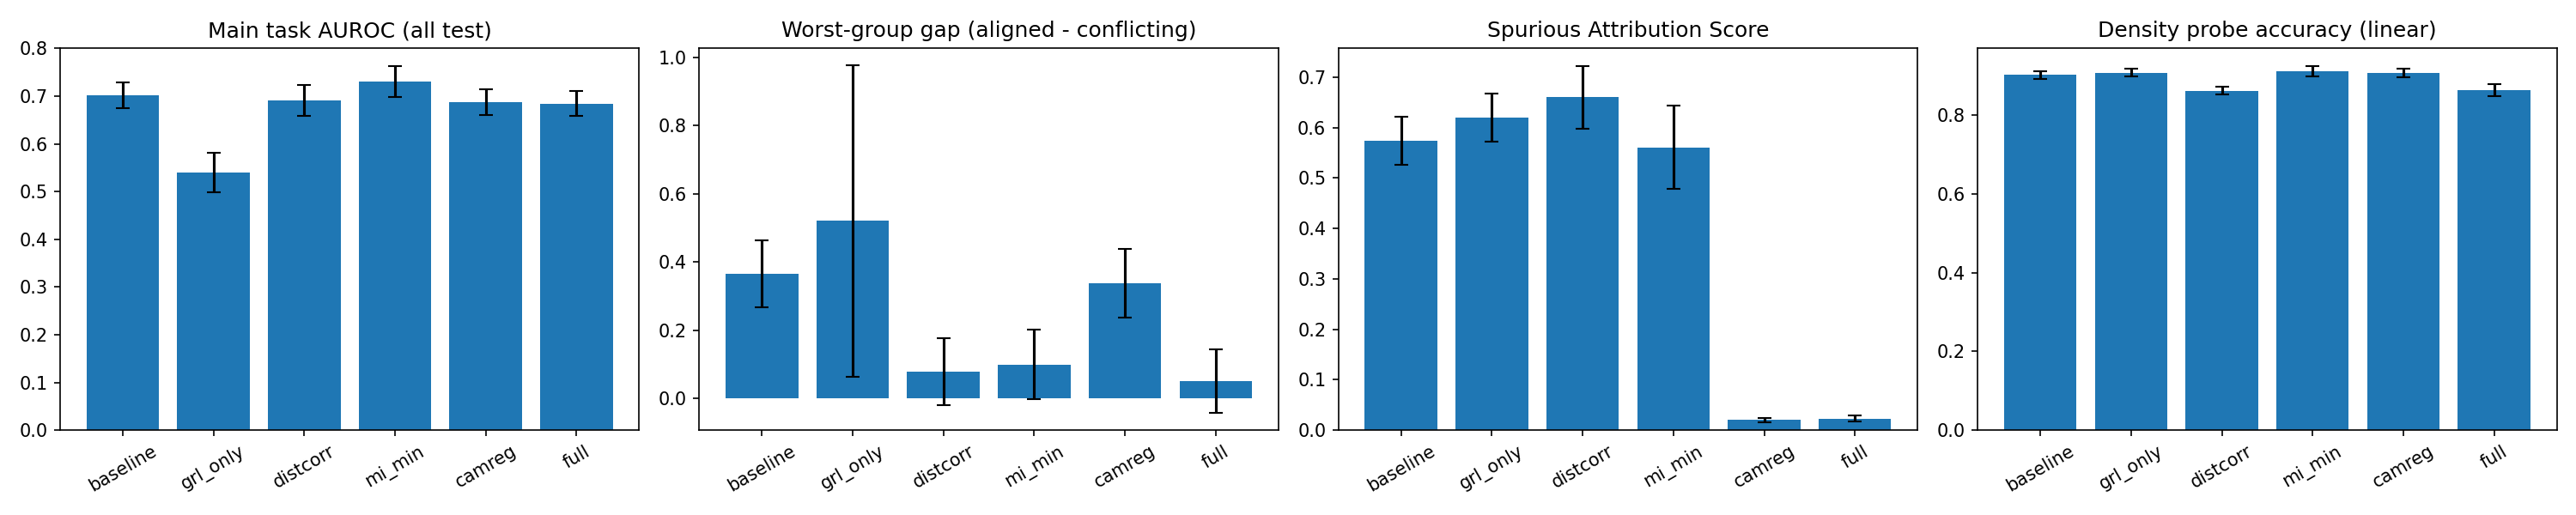 Main task AUROC (all test)
0.8
0.7
0.6
0.5
0.4
0.3
0.2
0.1
0.0
baseline
grl_only
distcorr
mi_min
camreg
full
Worst-group gap (aligned - conflicting)
1.0
0.8
0.6
0.4
0.2
0.0
baseline
grl_only
distcorr
mi_min
camreg
full
Spurious Attribution Score
0.7
0.6
0.5
0.4
0.3
0.2
0.1
0.0
baseline
grl_only
distcorr
mi_min
camreg
full
Density probe accuracy (linear)
0.8
0.6
0.4
0.2
0.0
baseline
grl_only
distcorr
mi_min
camreg
full